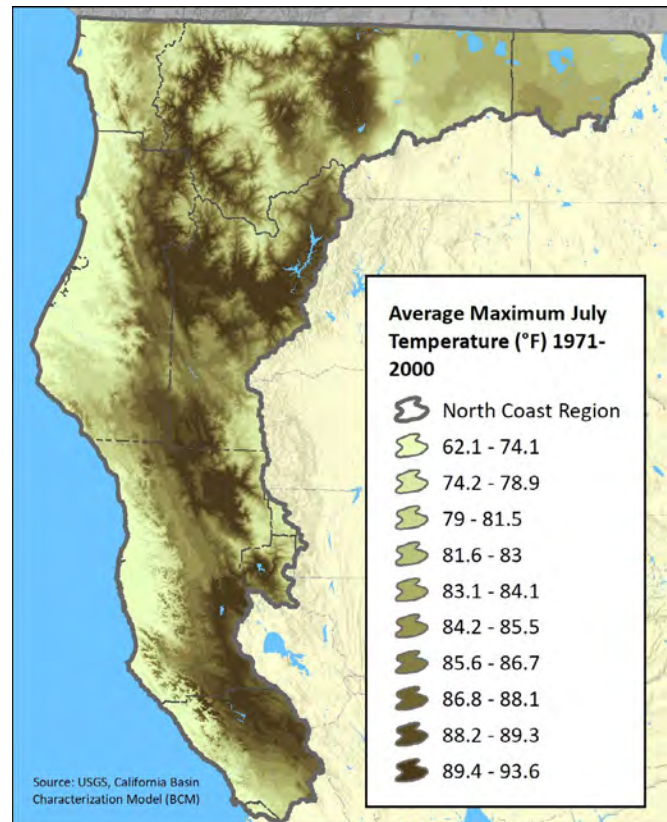 Average Maximum July
Temperature (°F) 1971-
2000
North Coast Region
62.1 - 74.1
74.2 - 78.9
79 - 81.5
81.6 - 83
83.1 - 84.1
84.2 - 85.5
85.6 - 86.7
86.8 - 88.1
88.2 - 89.3
89.4 - 93.6
Source: USGS, California Basin
Characterization Model (BCM)